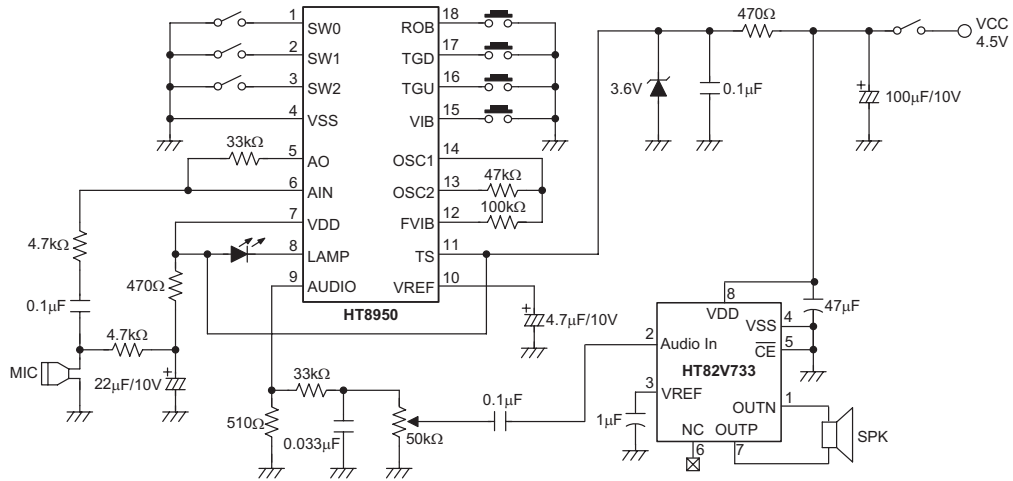 1
SW0
2
SW1
3
SW2
4
VSS
33kΩ
5
AO
6
AIN
7
VDD
8
LAMP
9
AUDIO
18
ROB
17
TGD
16
TGU
15
VIB
14
OSC1
13
OSC2
47kΩ
100kΩ
12
FVIB
11
TS
10
VREF
HT8950
4.7kΩ
0.1μF
470Ω
4.7kΩ
MIC
22μF/10V
+
4.7μF/10V
+
33kΩ
510Ω
0.033μF
50kΩ
0.1μF
3.6V
0.1μF
470Ω
100μF/10V
+
VCC
4.5V
8
VDD
47μF
4
VSS
5
CE
2
Audio In
HT82V733
3
VREF
1μF
1
OUTN
NC
OUTP
6
7
SPK